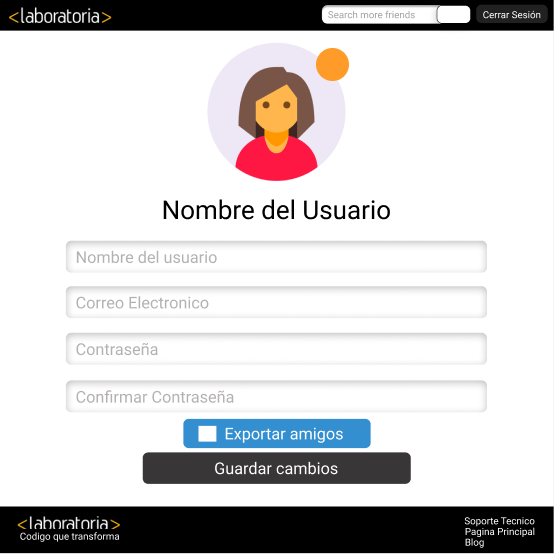 <laboratoria>
Search more friends
Cerrar Sesión
Nombre del Usuario
Nombre del usuario
Correo Electronico
Contraseña
Confirmar Contraseña
Exportar amigos
Guardar cambios
<laboratoria>
Codigo que transforma
Soporte Tecnico
Pagina Principal
Blog